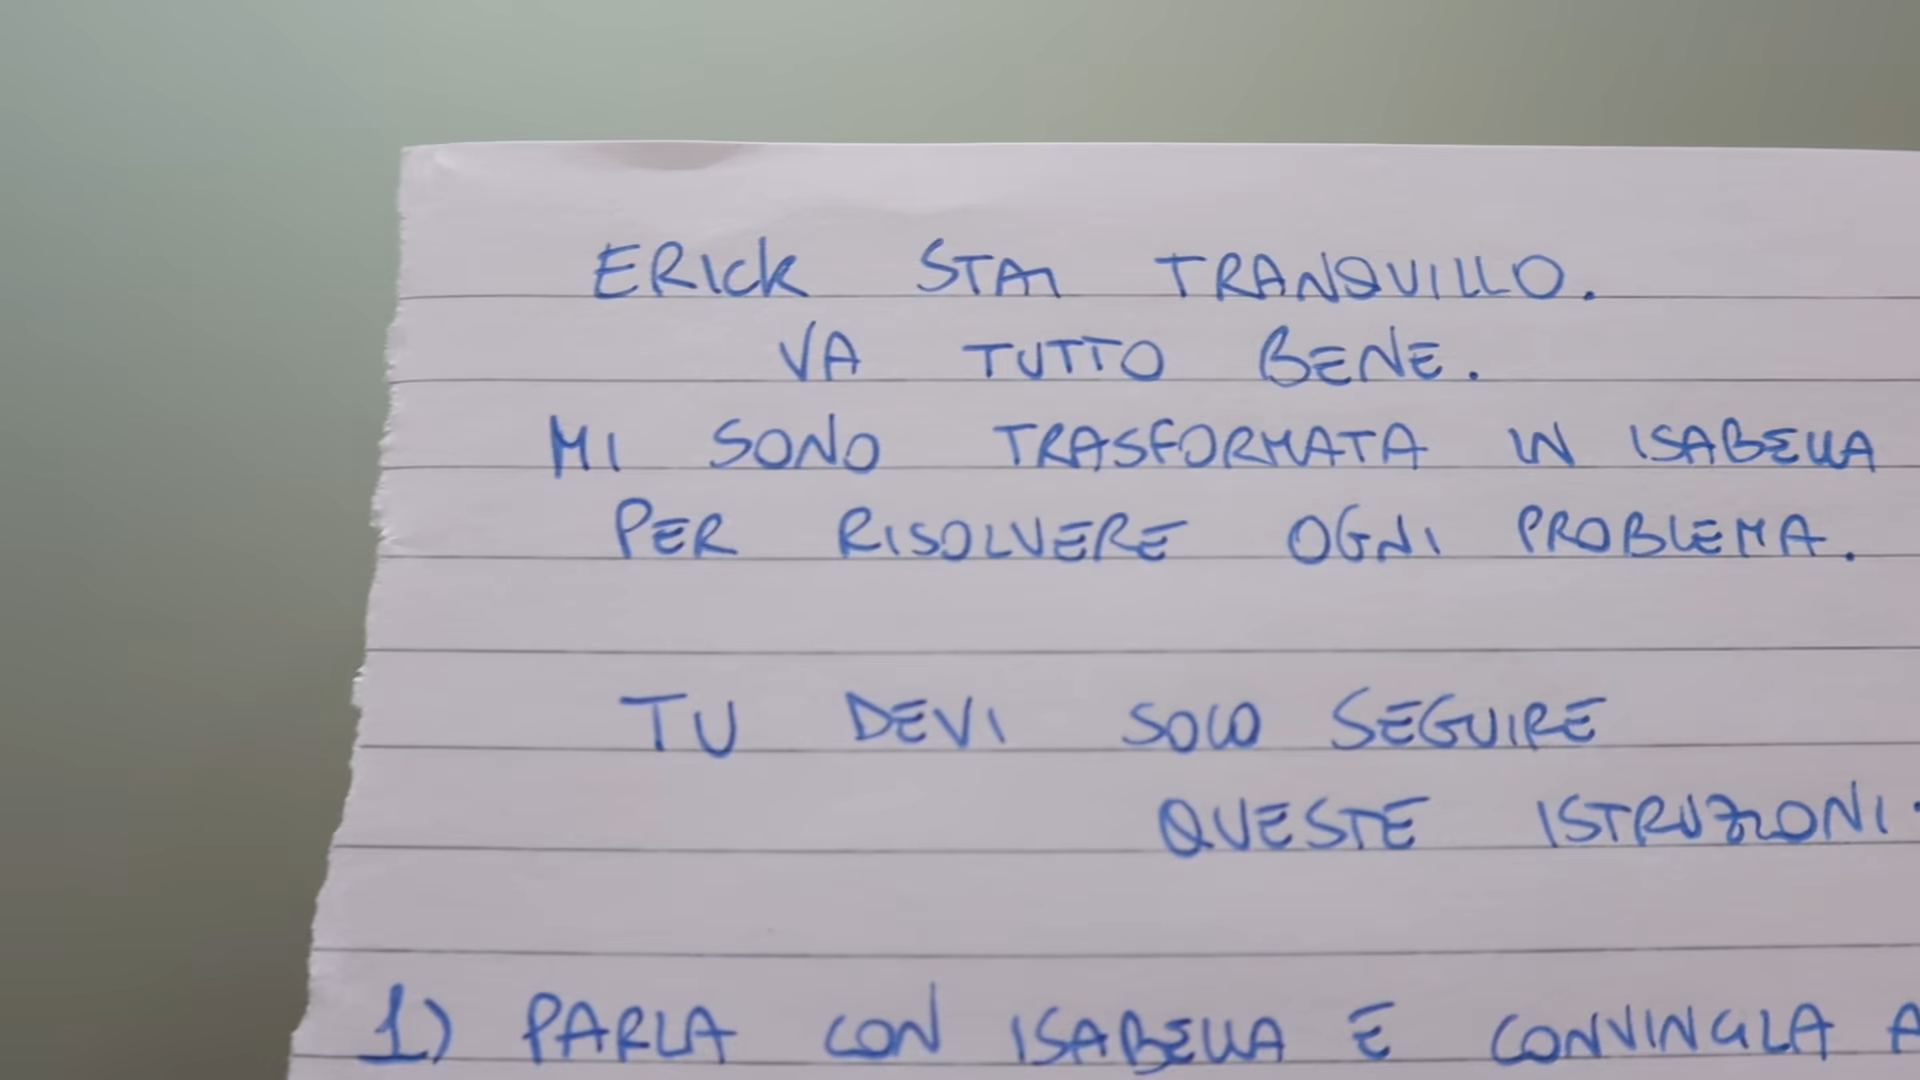 ERICK STAI TRANQUILLO.
VA TUTTO BENE.
MI SONO TRASFORMATA IN ISABELLA
PER RISOLVERE OGNI PROBLEMA.
TU DEVI SOLO SEGUIRE
QUESTE ISTRUZIONI.
1) PARLA CON ISABELLA E CONVINCILA A